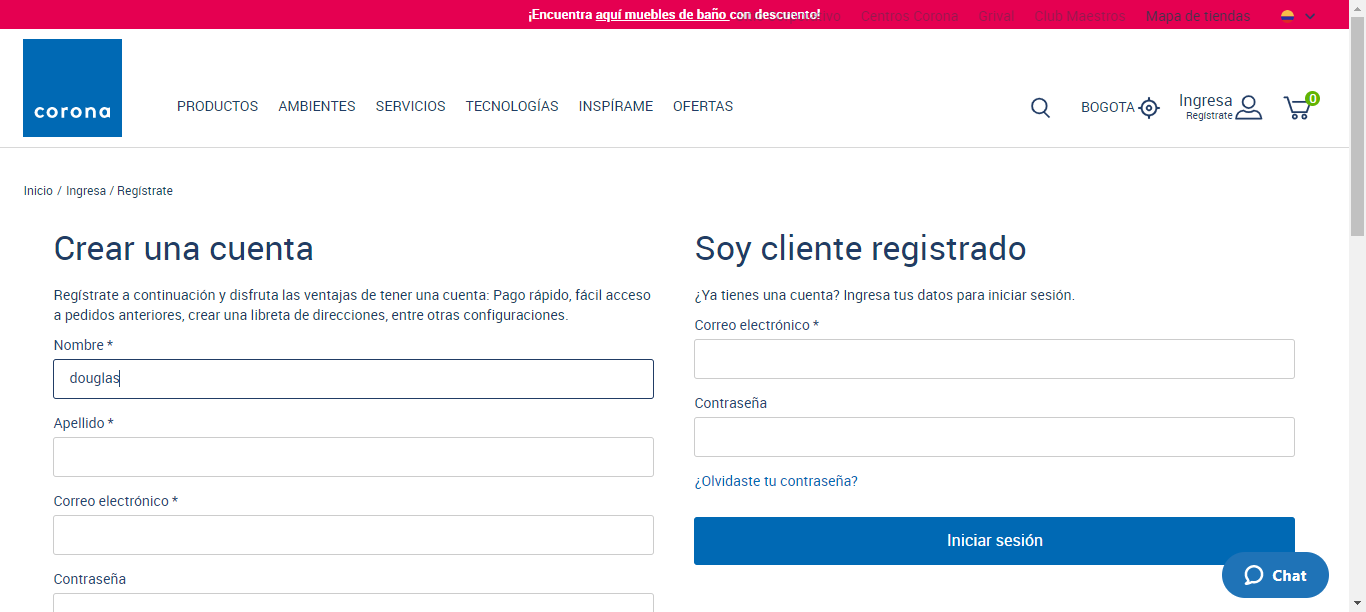 ¡Encuentra aquí muebles de baño con descuento!
Centros Corona Grival Club Maestros Mapa de tiendas
corona
PRODUCTOS AMBIENTES SERVICIOS TECNOLOGÍAS INSPÍRAME OFERTAS
BOGOTA
Ingresa
Regístrate
0
Inicio / Ingresa / Regístrate
Crear una cuenta
Regístrate a continuación y disfruta las ventajas de tener una cuenta: Pago rápido, fácil acceso
a pedidos anteriores, crear una libreta de direcciones, entre otras configuraciones.
Nombre *
douglas
Apellido *
Correo electrónico *
Contraseña
Soy cliente registrado
¿Ya tienes una cuenta? Ingresa tus datos para iniciar sesión.
Correo electrónico *
Contraseña
¿Olvidaste tu contraseña?
Iniciar sesión
Chat